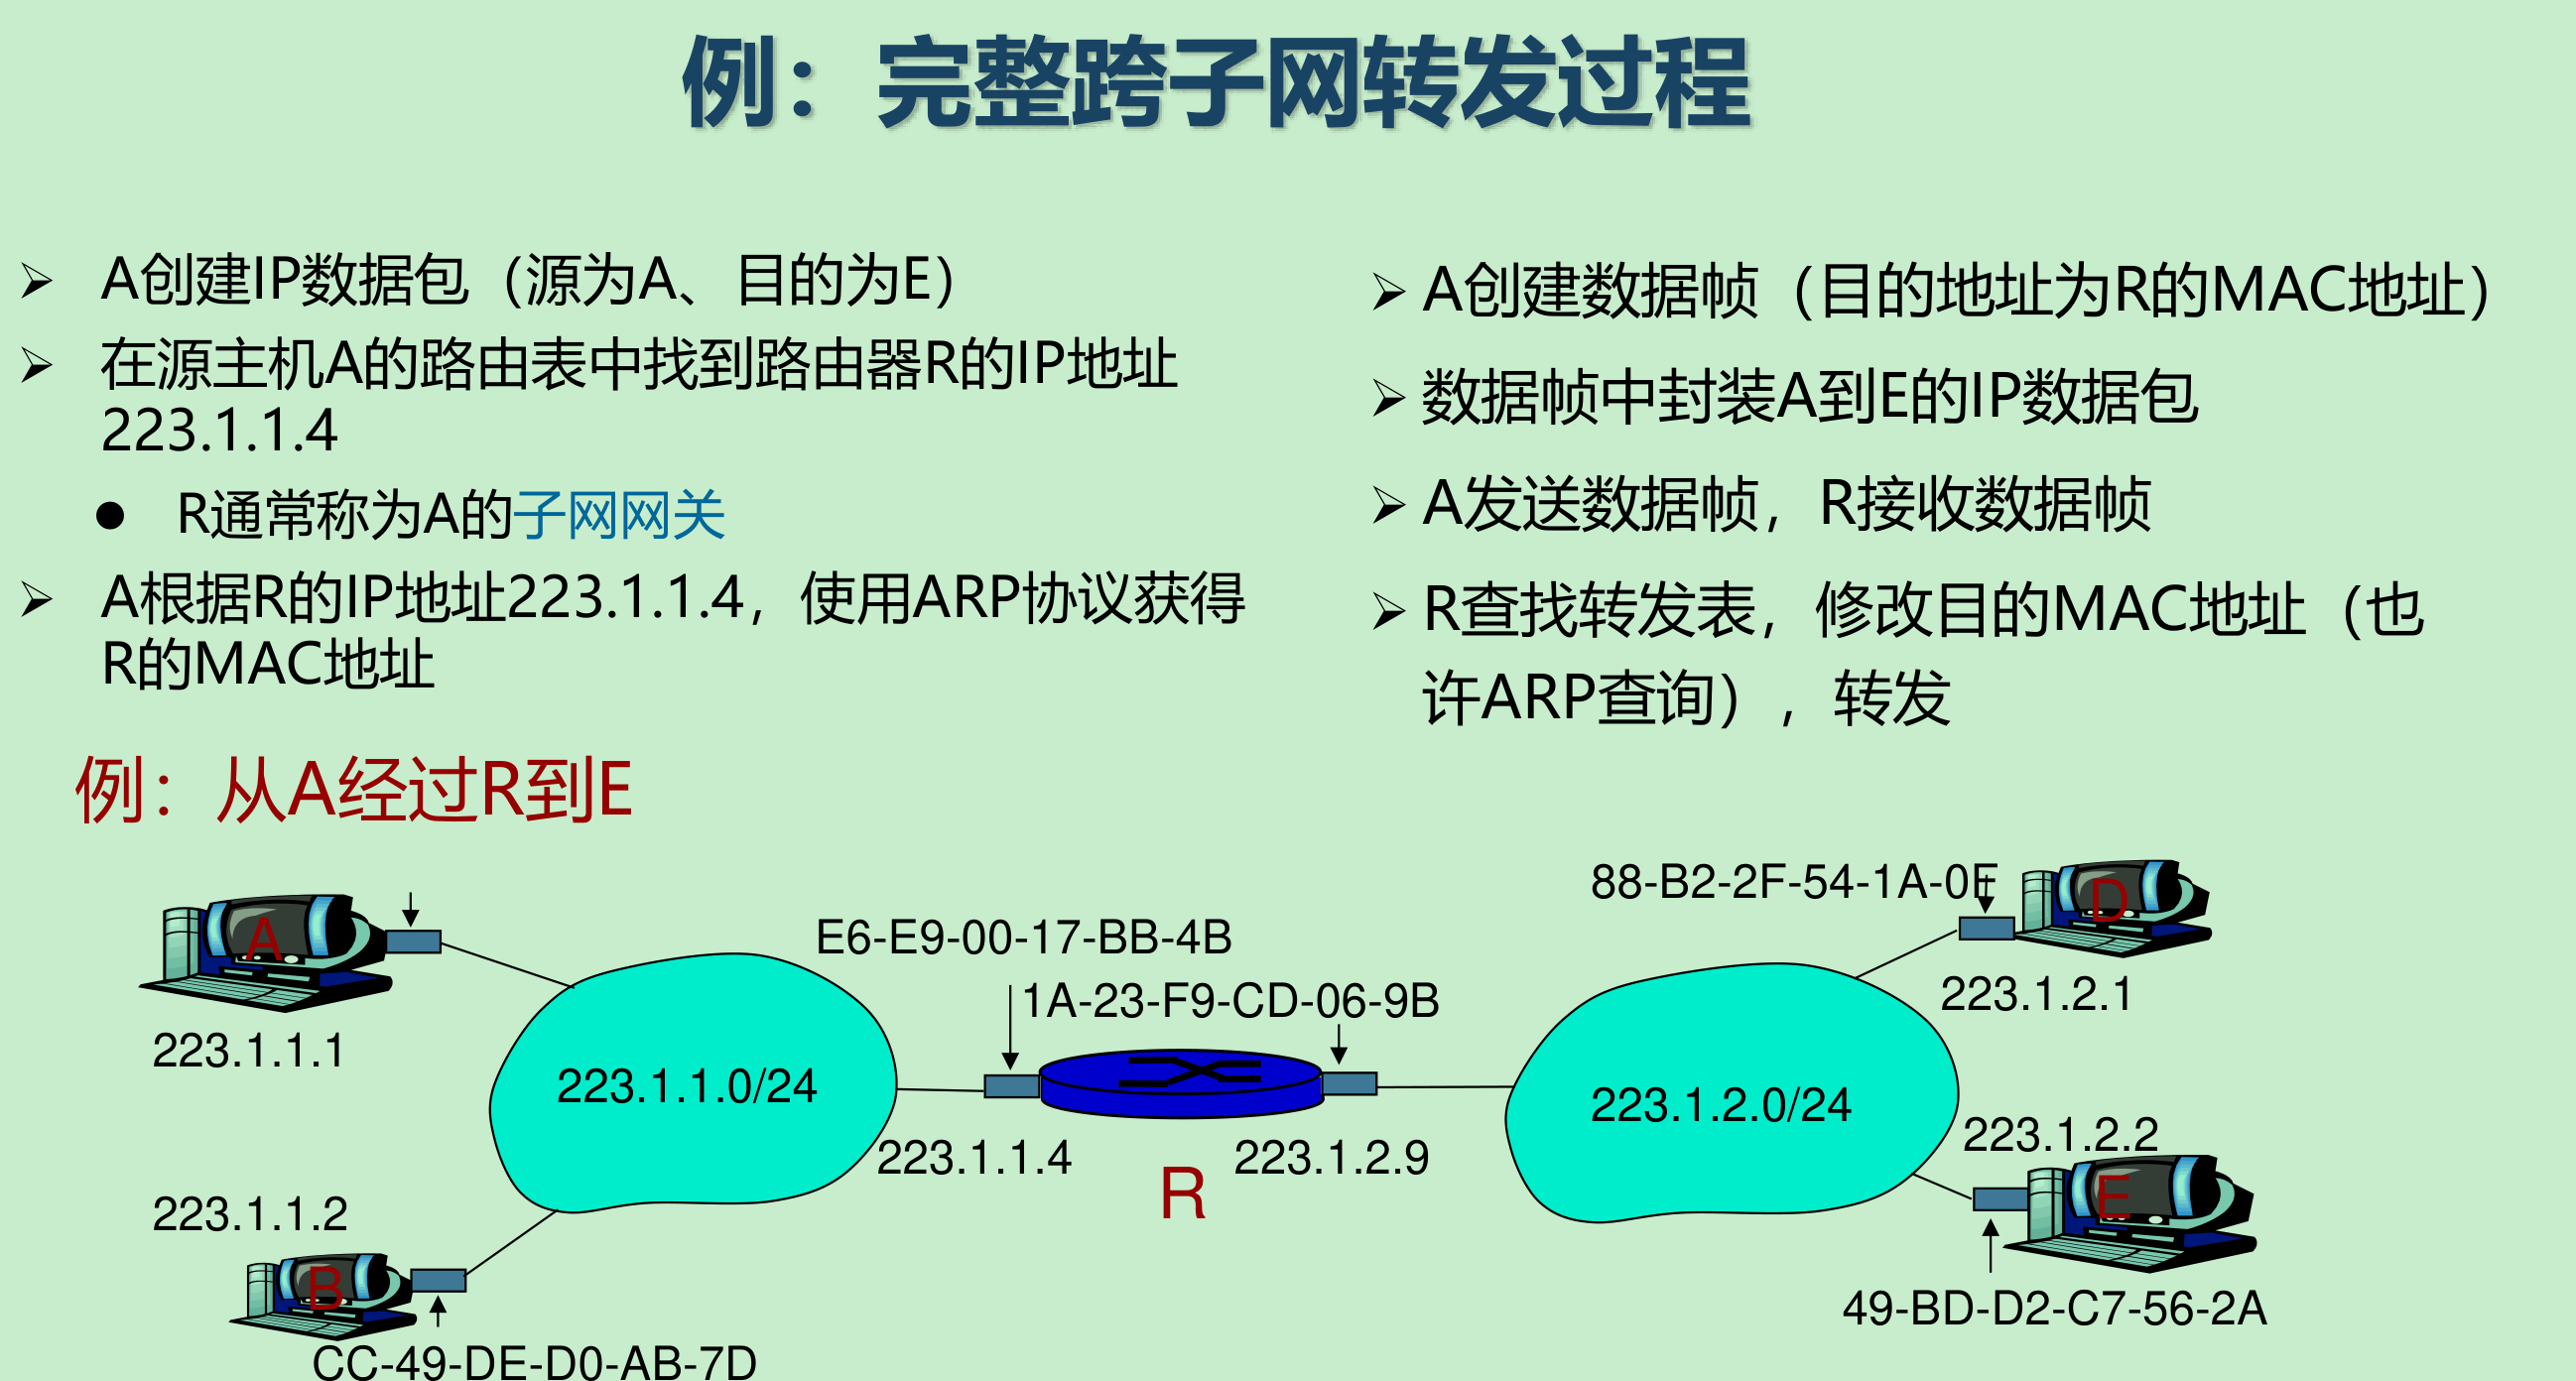 例：完整跨子网转发过程
A创建IP数据包（源为A、目的为E）
在源主机A的路由表中找到路由器R的IP地址
223.1.1.4
R通常称为A的子网网关
A根据R的IP地址223.1.1.4，使用ARP协议获得
R的MAC地址
A创建数据帧（目的地址为R的MAC地址）
数据帧中封装A到E的IP数据包
A发送数据帧，R接收数据帧
R查找转发表，修改目的MAC地址（也
许ARP查询），转发
例：从A经过R到E
A
223.1.1.1
223.1.1.0/24
223.1.1.2
B
CC-49-DE-D0-AB-7D
E6-E9-00-17-BB-4B
1A-23-F9-CD-06-9B
223.1.1.4
223.1.2.9
R
88-B2-2F-54-1A-0F
D
223.1.2.1
223.1.2.0/24
223.1.2.2
E
49-BD-D2-C7-56-2A